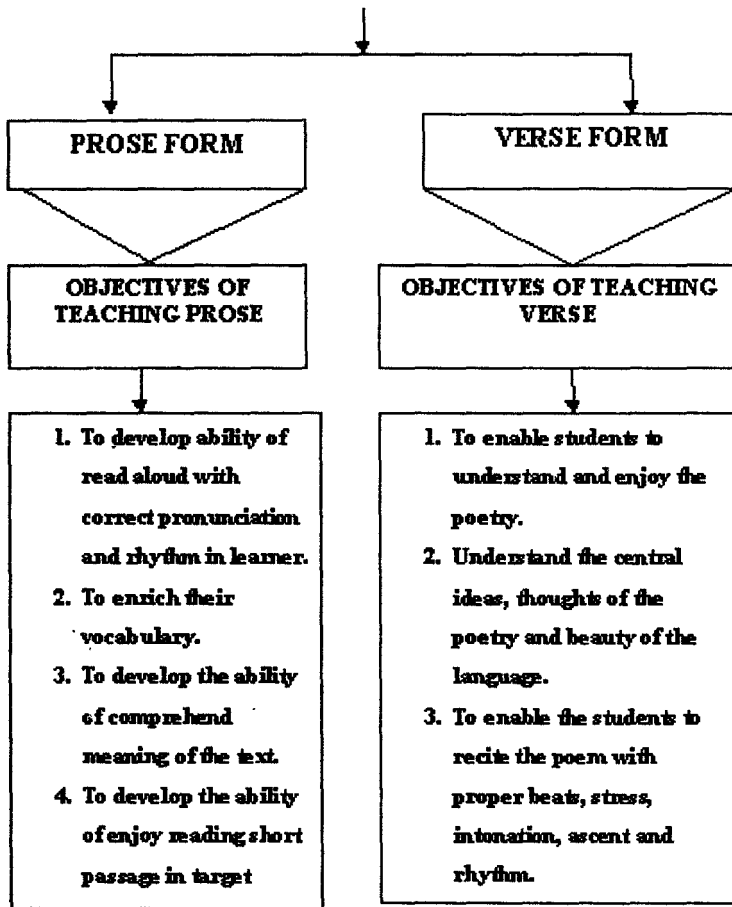 PROSE FORM
VERSE FORM
OBJECTIVES OF
TEACHING PROSE
OBJECTIVES OF TEACHING
VERSE
1. To develop ability of
read aloud with
correct pronunciation
and rhythm in learner.
2. To enrich their
vocabulary.
3. To develop the ability
of comprehend
meaning of the text.
4. To develop the ability
of enjoy reading short
passage in target
1. To enable students to
understand and enjoy the
poetry.
2. Understand the central
ideas, thoughts of the
poetry and beauty of the
language.
3. To enable the students to
recite the poem with
proper beats, stress,
intonation, ascent and
rhythm.